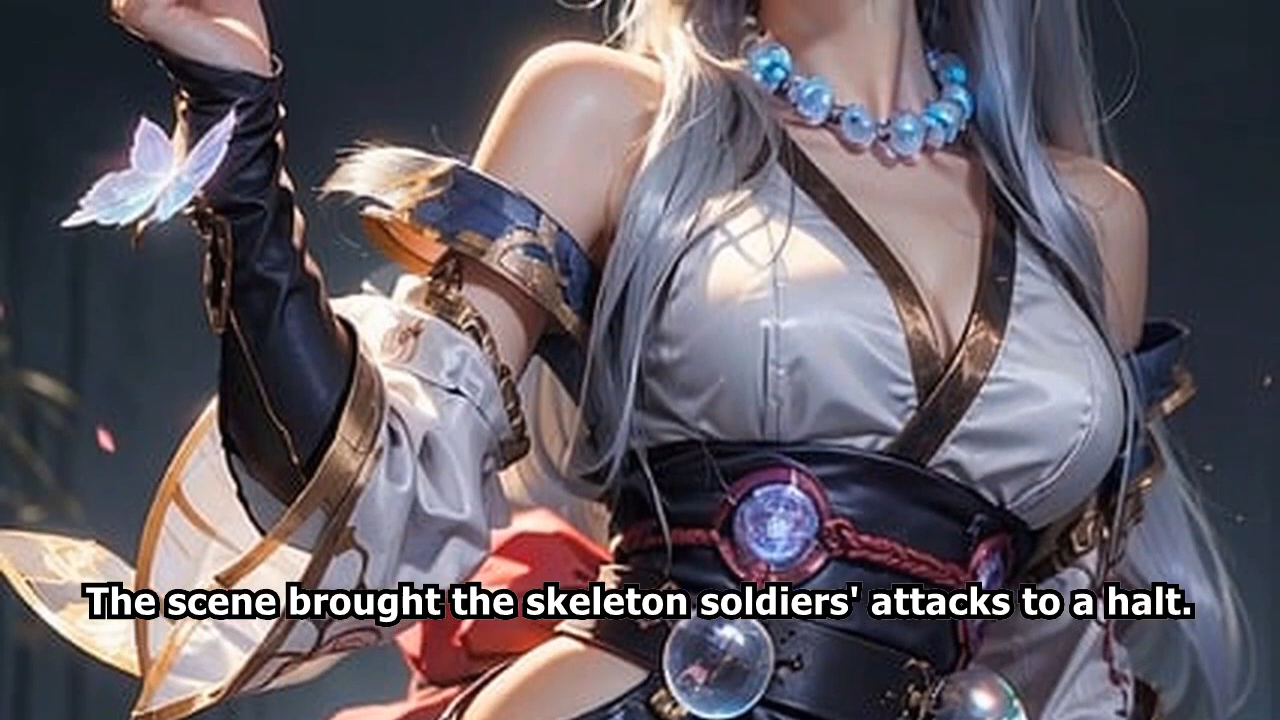 The scene brought the skeleton soldiers' attacks to a halt.